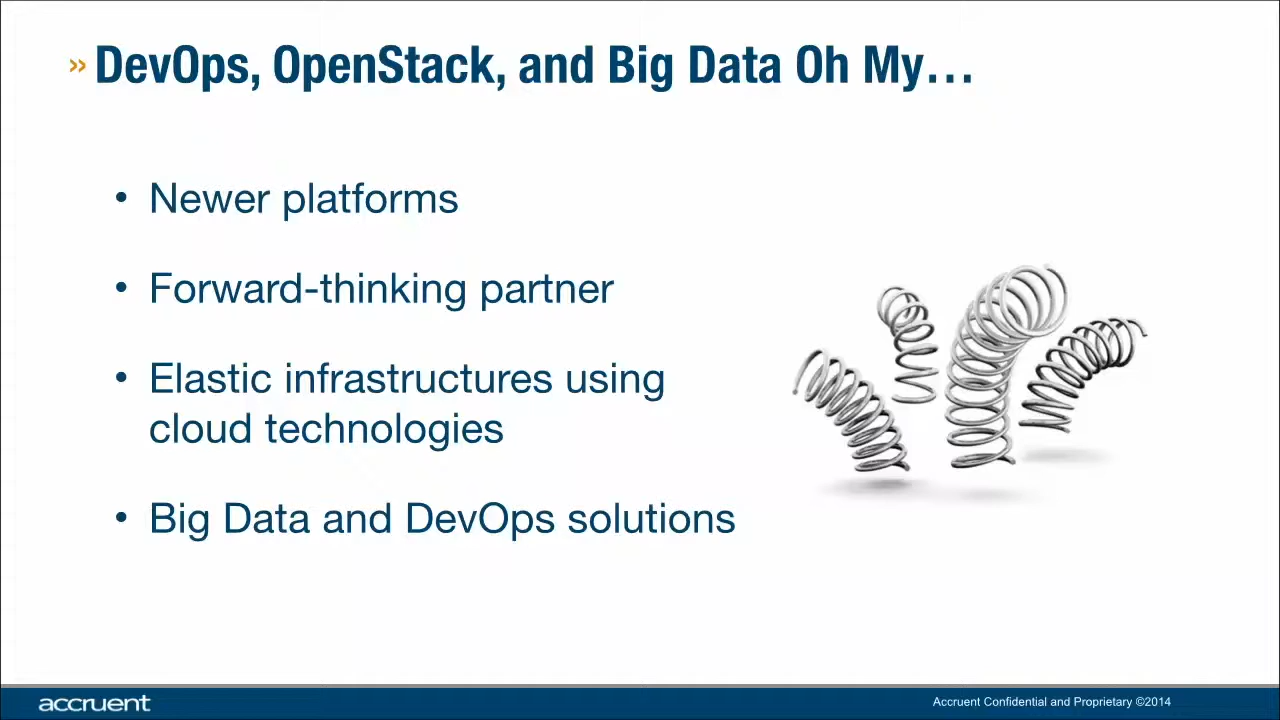 » DevOps, OpenStack, and Big Data Oh My…
• Newer platforms
• Forward-thinking partner
• Elastic infrastructures using
cloud technologies
• Big Data and DevOps solutions
accruent
Accruent Confidential and Proprietary ©2014